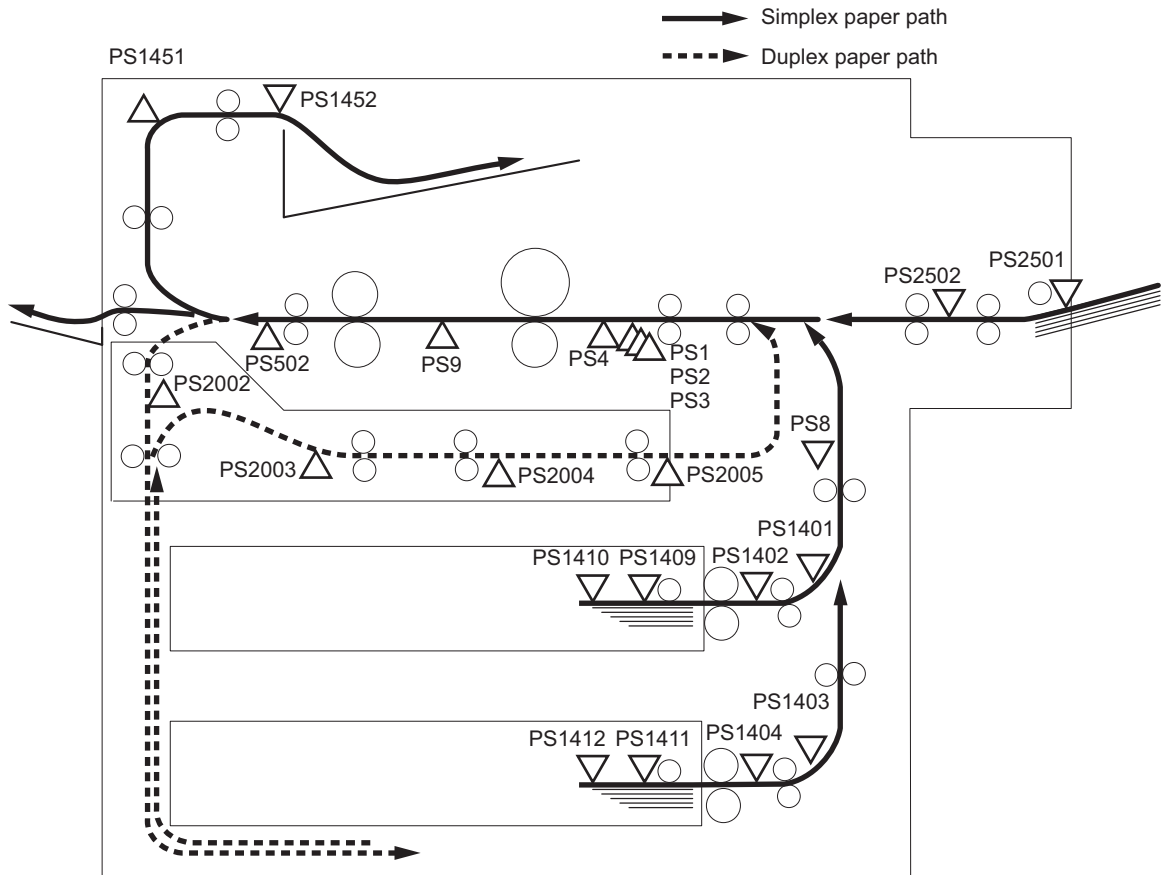 Simplex paper path
Duplex paper path
PS1451
PS1452
PS2501
PS2502
PS502
PS9
PS4
PS1
PS2
PS3
PS2002
PS8
PS2003
PS2004
PS2005
PS1401
PS1410
PS1409
PS1402
PS1403
PS1412
PS1411
PS1404